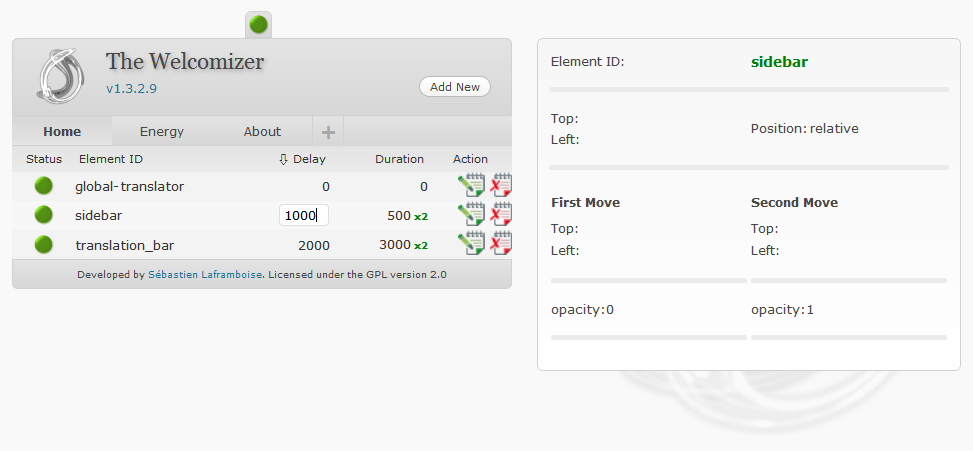 The Welcomizer
v1.3.2.9
Add New
Home Energy About +
Status Element ID ⇩ Delay Duration Action
global-translator 0 0
sidebar 1000 500 x2
translation_bar 2000 3000 x2
Developed by Sébastien Laframboise. Licensed under the GPL version 2.0
Element ID: sidebar
Top:
Left:
Position: relative
First Move Second Move
Top: Top:
Left: Left:
opacity:0 opacity:1